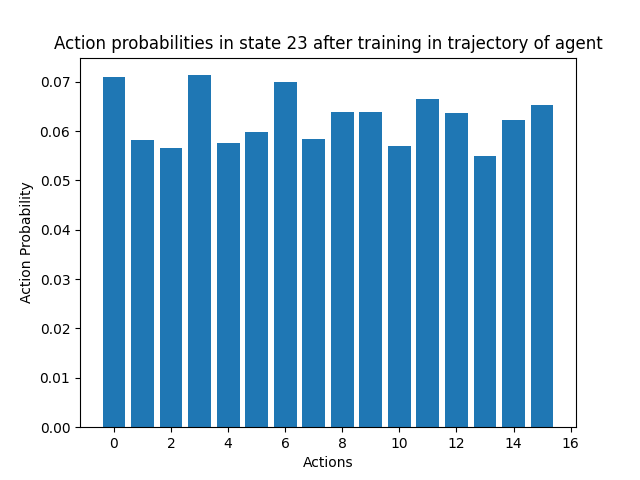 Action probabilities in state 23 after training in trajectory of agent
0.07
0.06
0.05
0.04
0.03
0.02
0.01
0.00
Action Probability
0 2 4 6 8 10 12 14 16
Actions